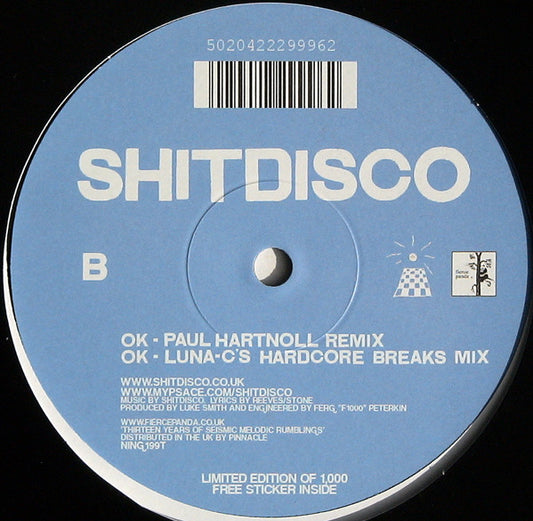 5020422299962
SHITDISCO
B
Fierce
panda
OK - PAUL HARTNOLL REMIX
OK - LUNA-C'S HARDCORE BREAKS MIX
WWW.SHITDISCO.CO.UK
WWW.MYPSACE.COM/SHITDISCO
MUSIC BY SHITDISCO. LYRICS BY REEVES/STONE
PRODUCED BY LUKE SMITH AND ENGINEERED BY FERG "F1000" PETERKIN
WWW.FIERCEPANDA.CO.UK
'THIRTEEN YEARS OF SEISMIC MELODIC RUMBLINGS'
DISTRIBUTED IN THE UK BY PINNACLE
NING 199T
LIMITED EDITION OF 1,000
FREE STICKER INSIDE